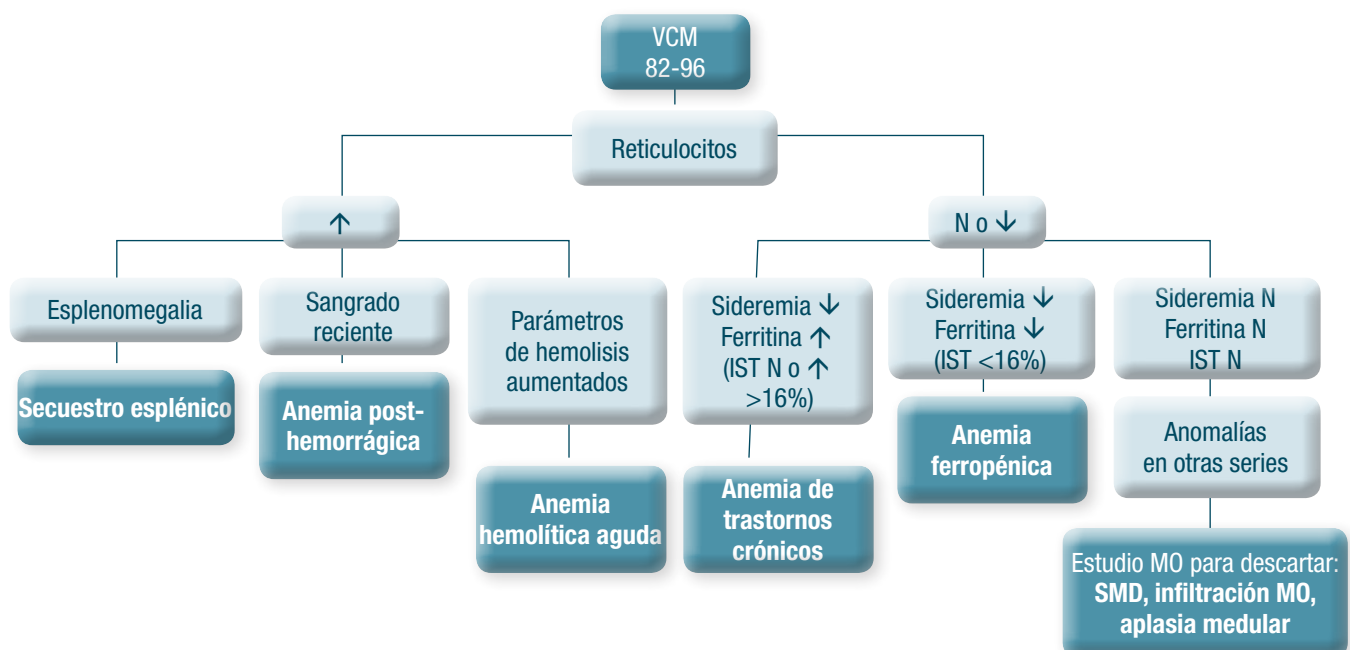 VCM
82-96
Reticulocitos
↑
N o ↓
Esplenomegalia
Secuestro esplénico
Sangrado
reciente
Anemia post-
hemorrágica
Parámetros
de hemolisis
aumentados
Anemia
hemolítica aguda
Sideremia ↓
Ferritina ↑
(IST N o ↑
>16%)
Anemia de
trastornos
crónicos
Sideremia ↓
Ferritina ↓
(IST <16%)
Anemia
ferropénica
Sideremia N
Ferritina N
IST N
Anomalías
en otras series
Estudio MO para descartar:
SMD, infiltración MO,
aplasia medular